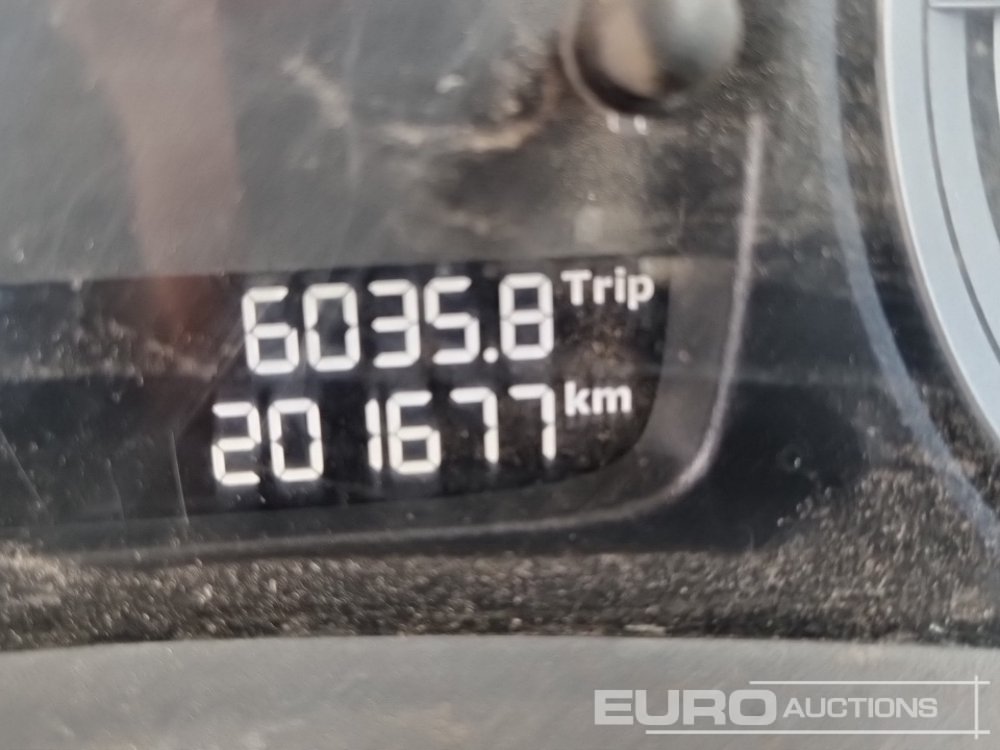 6035.8 Trip
201677 km
EURO AUCTIONS